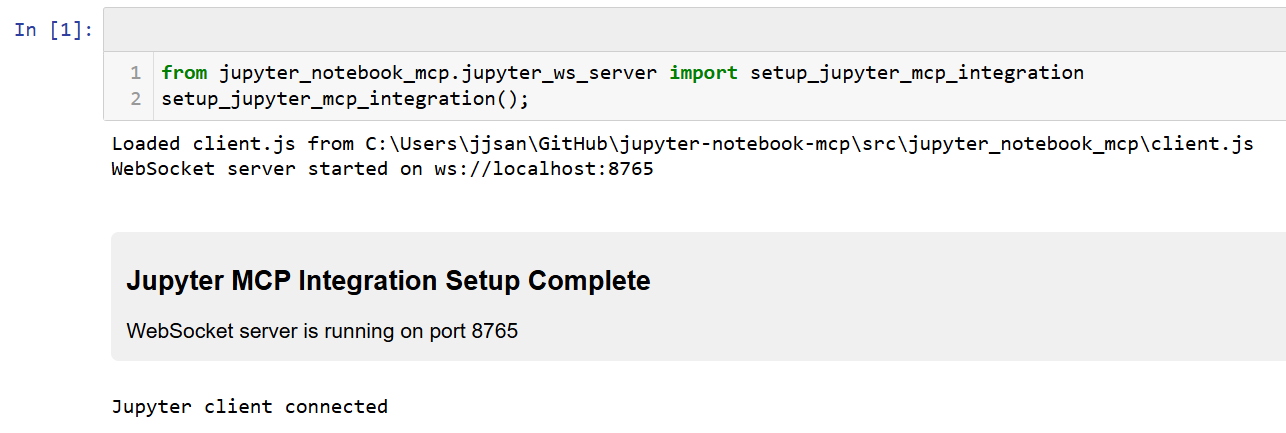 In [1]:
1 from jupyter_notebook_mcp.jupyter_ws_server import setup_jupyter_mcp_integration
2 setup_jupyter_mcp_integration();
Loaded client.js from C:\Users\jjsan\GitHub\jupyter-notebook-mcp\src\jupyter_notebook_mcp\client.js
WebSocket server started on ws://localhost:8765
Jupyter MCP Integration Setup Complete
WebSocket server is running on port 8765
Jupyter client connected